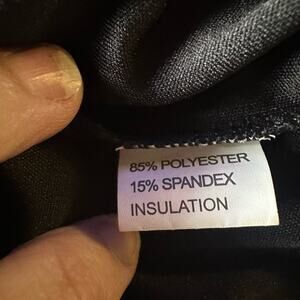 85% POLYESTER
15% SPANDEX
INSULATION